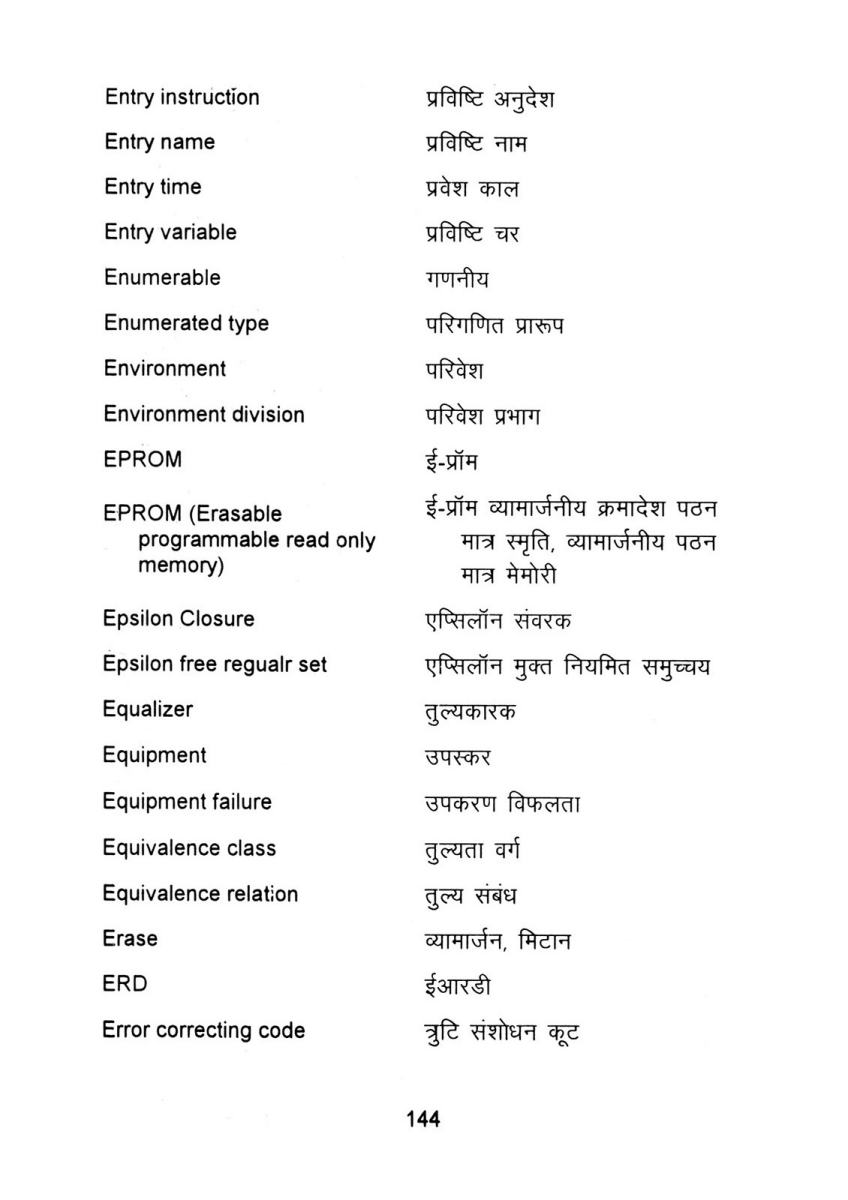 Entry instruction प्रविष्टि अनुदेश
Entry name प्रविष्टि नाम
Entry time प्रवेश काल
Entry variable प्रविष्टि चर
Enumerable गणनीय
Enumerated type परिगणित प्रारूप
Environment परिवेश
Environment division परिवेश प्रभाग
EPROM ई-प्रॉम
EPROM (Erasable ई-प्रॉम व्यामार्जनीय क्रमादेश पठन
programmable read only मात्र स्मृति, व्यामार्जनीय पठन
memory) मात्र मेमोरी
Epsilon Closure एप्सिलॉन संवरक
Epsilon free regualr set एप्सिलॉन मुक्त नियमित समुच्चय
Equalizer तुल्यकारक
Equipment उपस्कर
Equipment failure उपकरण विफलता
Equivalence class तुल्यता वर्ग
Equivalence relation तुल्य संबंध
Erase व्यामार्जन, मिटान
ERD ईआरडी
Error correcting code त्रुटि संशोधन कूट
144